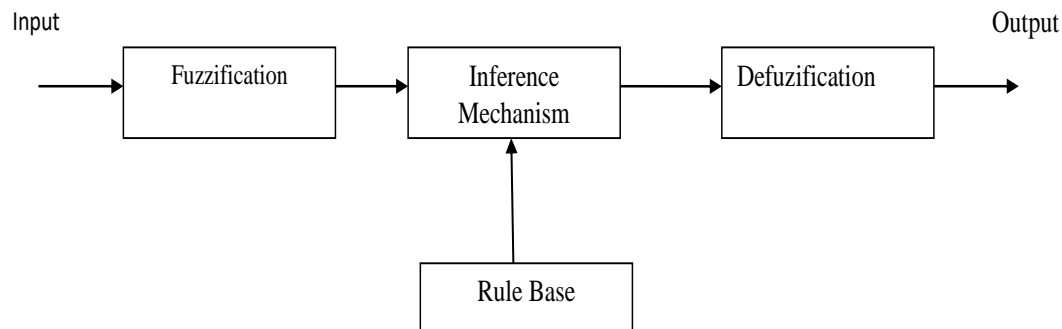 Input
Output
Fuzzification
Inference
Mechanism
Defuzification
Rule Base